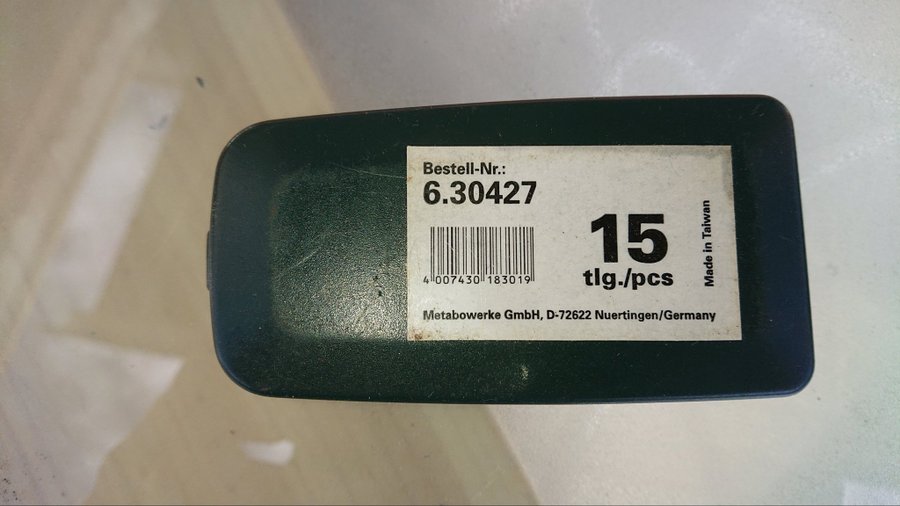 Bestell-Nr.:
6.30427
4 007430 183019
15
tlg./pcs
Made in Taiwan
Metabowerke GmbH, D-72622 Nuertingen/Germany